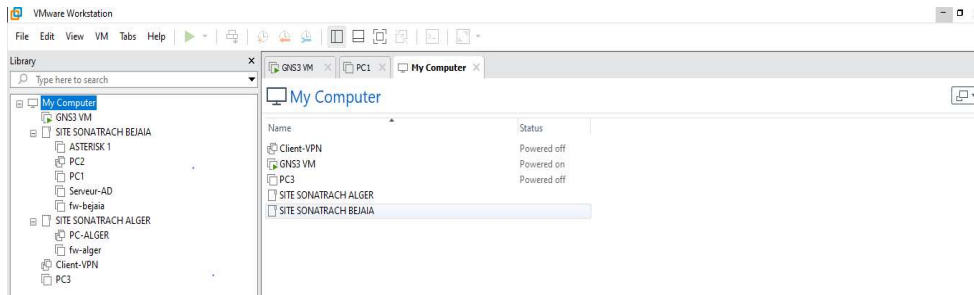 VMware Workstation
File Edit View VM Tabs Help
Library
Type here to search
My Computer
GNS3 VM
SITE SONATRACH BEJAIA
ASTERISK 1
PC2
PC1
Serveur-AD
fw-bejaia
SITE SONATRACH ALGER
PC-ALGER
fw-alger
Client-VPN
PC3
GNS3 VM PC1 My Computer
My Computer
Name Status
Client-VPN Powered off
GNS3 VM Powered on
PC3 Powered off
SITE SONATRACH ALGER
SITE SONATRACH BEJAIA